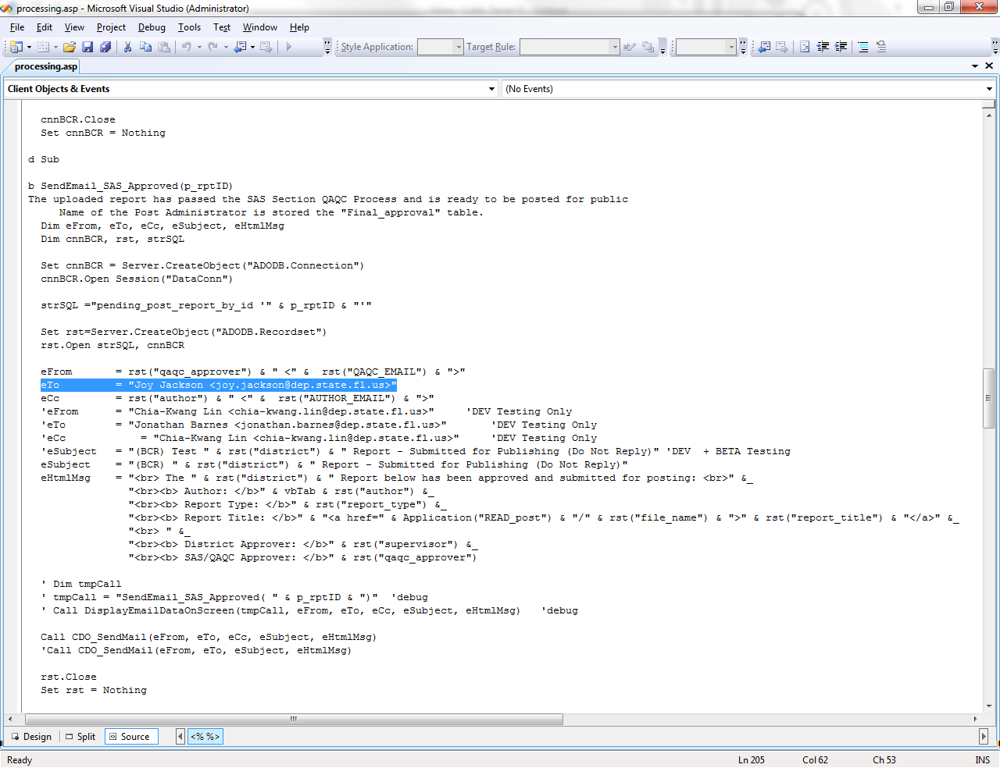 processing.asp - Microsoft Visual Studio (Administrator)
File Edit View Project Debug Tools Test Window Help
Style Application: Target Rule:
processing.asp
Client Objects & Events (No Events)
cnnBCR.Close
Set cnnBCR = Nothing
d Sub
b SendEmail_SAS_Approved(p_rptID)
The uploaded report has passed the SAS Section QAQC Process and is ready to be posted for public
Name of the Post Administrator is stored the "Final_approval" table.
Dim eFrom, eTo, eCc, eSubject, eHtmlMsg
Dim cnnBCR, rst, strSQL
Set cnnBCR = Server.CreateObject("ADODB.Connection")
cnnBCR.Open Session("DataConn")
strSQL ="pending_post_report_by_id '" & p_rptID & "'"
Set rst=Server.CreateObject("ADODB.Recordset")
rst.Open strSQL, cnnBCR
eFrom = rst("qaqc_approver") & " <" & rst("QAQC_EMAIL") & ">"
eTo = "Joy Jackson <joy.jackson@dep.state.fl.us>"
eCc = rst("author") & " <" & rst("AUTHOR_EMAIL") & ">"
'eFrom = "Chia-Kwang Lin <chia-kwang.lin@dep.state.fl.us>" 'DEV Testing Only
'eTo = "Jonathan Barnes <jonathan.barnes@dep.state.fl.us>" 'DEV Testing Only
'eCc = "Chia-Kwang Lin <chia-kwang.lin@dep.state.fl.us>" 'DEV Testing Only
'eSubject = "(BCR) Test " & rst("district") & " Report - Submitted for Publishing (Do Not Reply)" 'DEV + BETA Testing
eSubject = "(BCR) " & rst("district") & " Report - Submitted for Publishing (Do Not Reply)"
eHtmlMsg = "<br> The " & rst("district") & " Report below has been approved and submitted for posting: <br>" &_
"<br><b> Author: </b>" & vbTab & rst("author") &_
"<br><b> Report Type: </b>" & rst("report_type") &_
"<br><b> Report Title: </b>" & "<a href=" & Application("READ_post") & "/" & rst("file_name") & ">" & rst("report_title") & "</a>" &_
"<br> " &_
"<br><b> District Approver: </b>" & rst("supervisor") &_
"<br><b> SAS/QAQC Approver: </b>" & rst("qaqc_approver")
' Dim tmpCall
' tmpCall = "SendEmail_SAS_Approved( " & p_rptID & ")" 'debug
' Call DisplayEmailDataOnScreen(tmpCall, eFrom, eTo, eCc, eSubject, eHtmlMsg) 'debug
Call CDO_SendMail(eFrom, eTo, eCc, eSubject, eHtmlMsg)
'Call CDO_SendMail(eFrom, eTo, eSubject, eHtmlMsg)
rst.Close
Set rst = Nothing
Design Split Source <% %>
Ready Ln 205 Col 62 Ch 53 INS